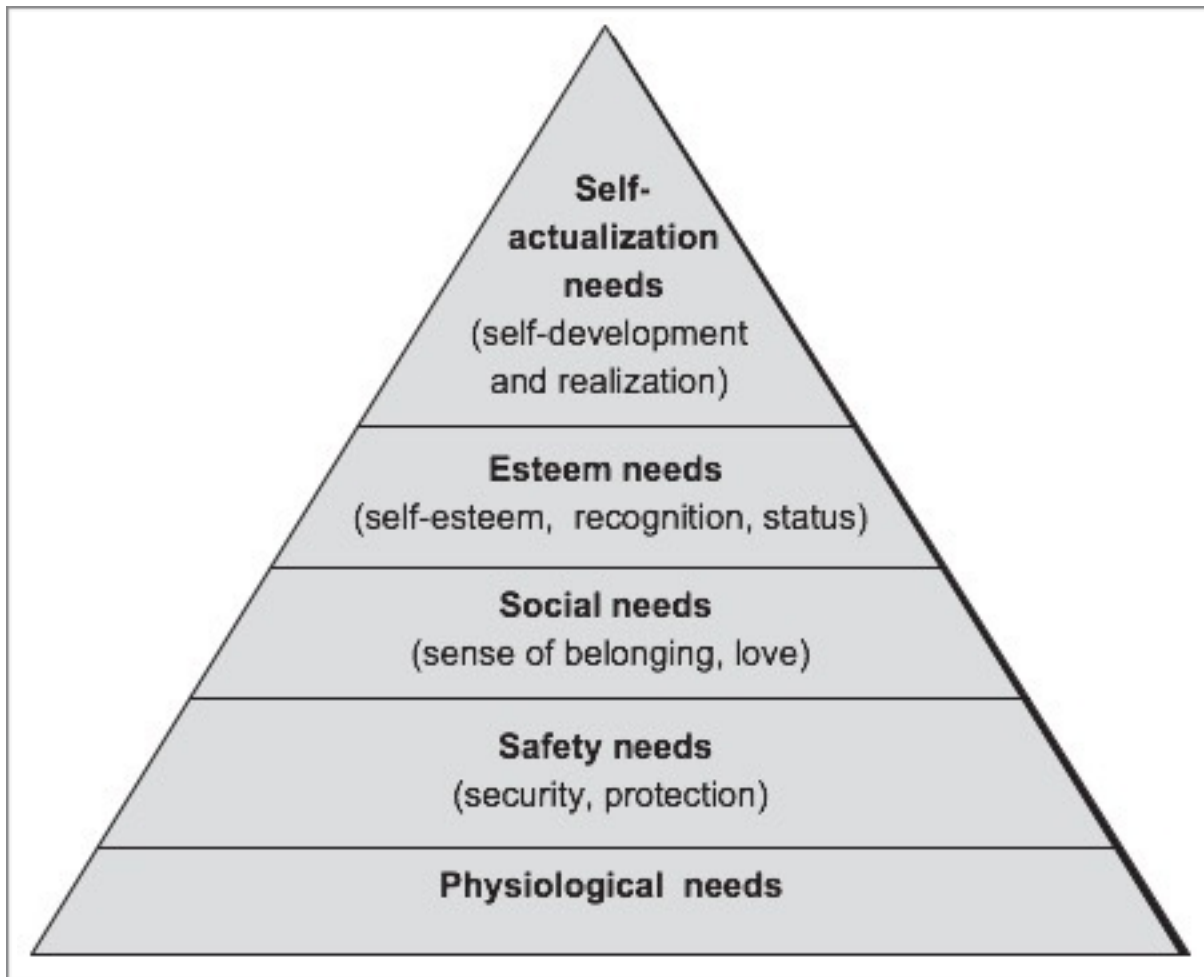 Self-
actualization
needs
(self-development
and realization)
Esteem needs
(self-esteem, recognition, status)
Social needs
(sense of belonging, love)
Safety needs
(security, protection)
Physiological needs